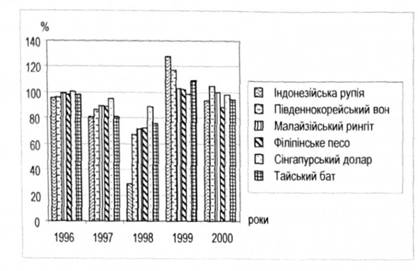 %
140
120
100
80
60
40
20
0
1996 1997 1998 1999 2000
роки
Індонезійська рупія
Південнокорейський вон
Малайзійський рингіт
Філіпінське песо
Сінгапурський долар
Тайський бат